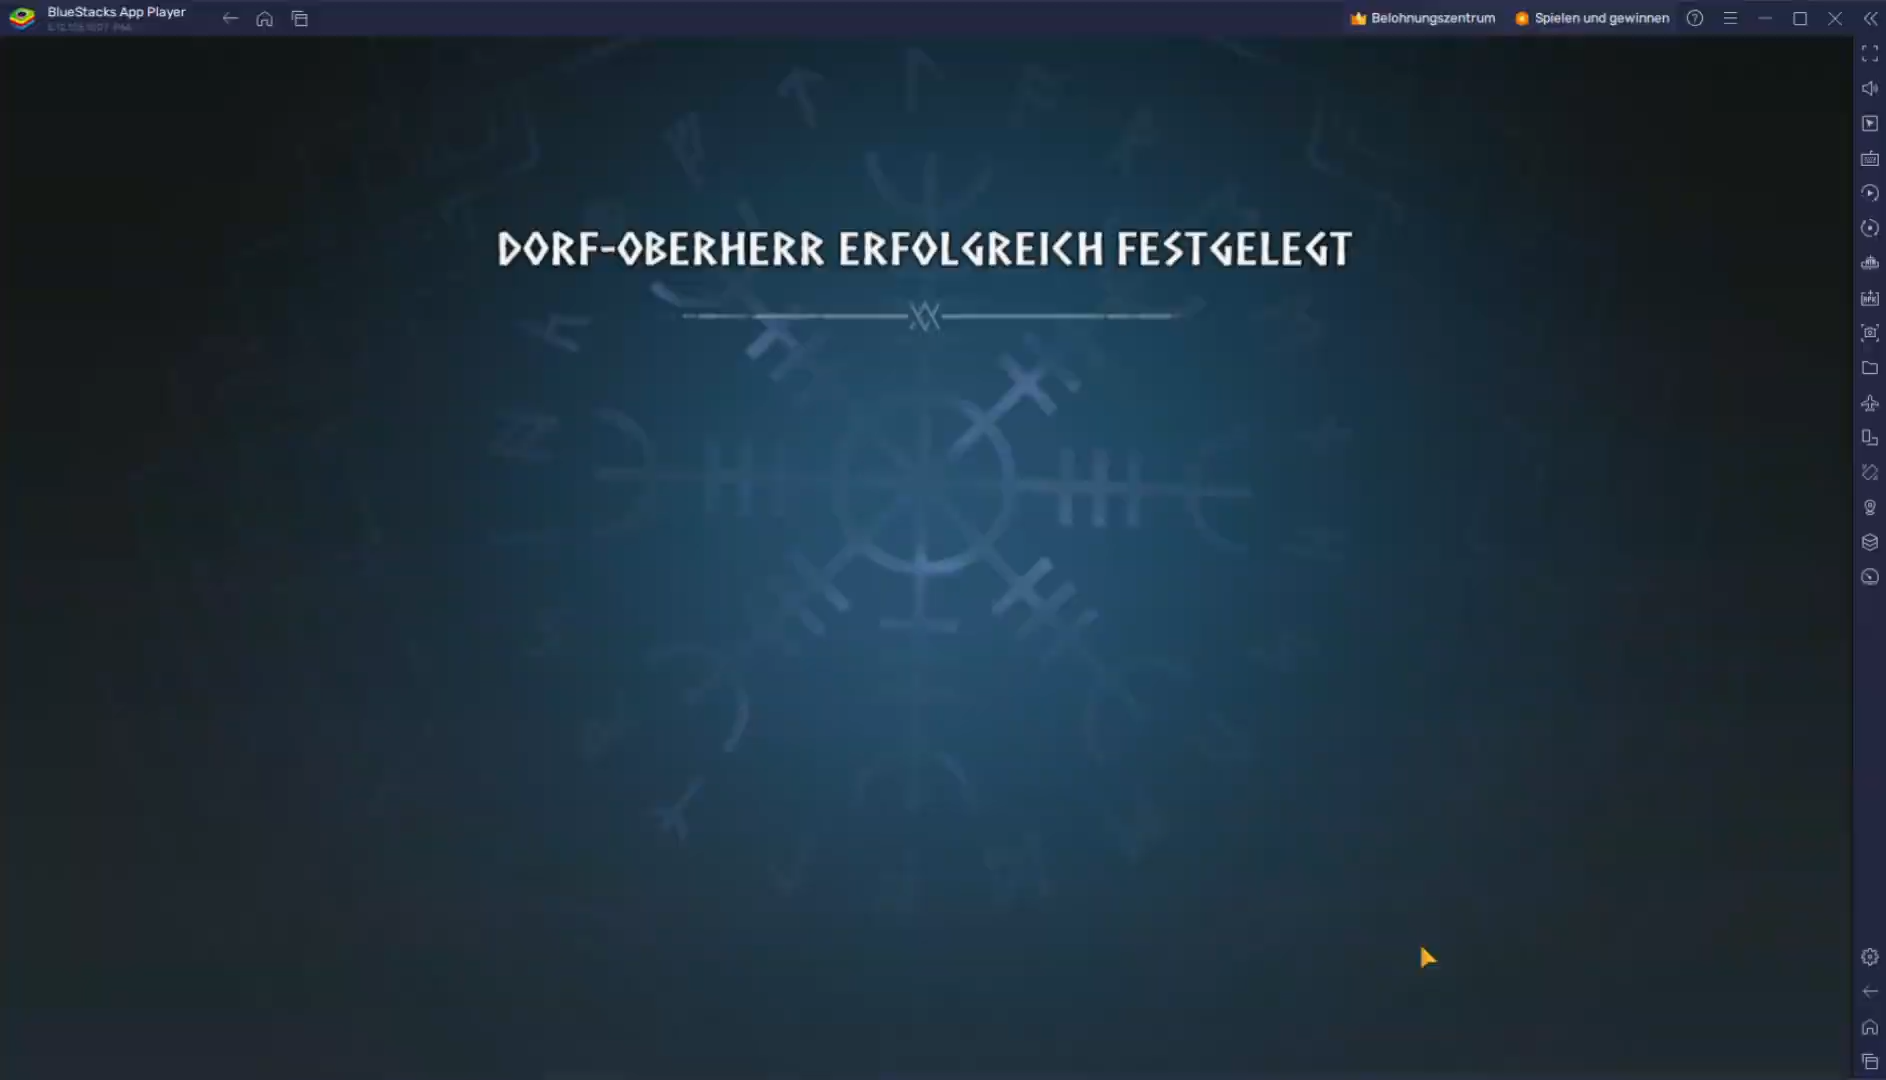 BlueStacks App Player
Belohnungszentrum
Spielen und gewinnen
DORF-OBERHERR ERFOLGREICH FESTGELEGT